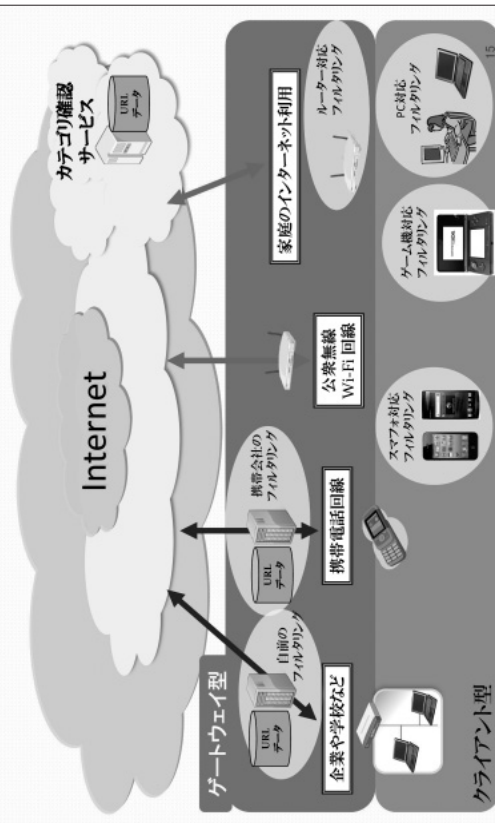 Internet
カテゴリ確認
サービス
URL
データ
ゲートウェイ型
自前の
フィルタリング
URL
データ
企業や学校など
携帯会社の
フィルタリング
URL
データ
携帯電話回線
公衆無線
Wi-Fi 回線
家庭のインターネット利用
ルーター対応
フィルタリング
クライアント型
スマフォ対応
フィルタリング
ゲーム機対応
フィルタリング
PC対応
フィルタリング
15